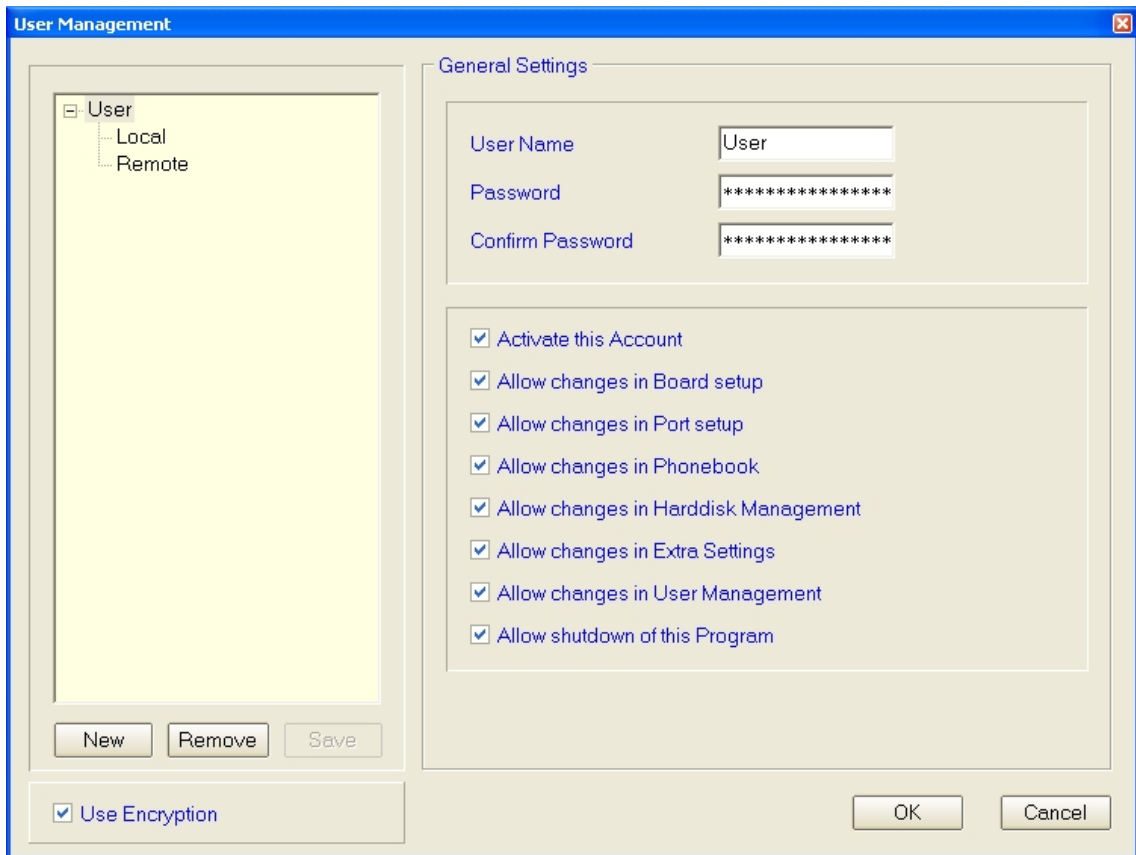 User Management
User
Local
Remote
New
Remove
Save
Use Encryption
General Settings
User Name
User
Password
****************
Confirm Password
****************
Activate this Account
Allow changes in Board setup
Allow changes in Port setup
Allow changes in Phonebook
Allow changes in Harddisk Management
Allow changes in Extra Settings
Allow changes in User Management
Allow shutdown of this Program
OK
Cancel